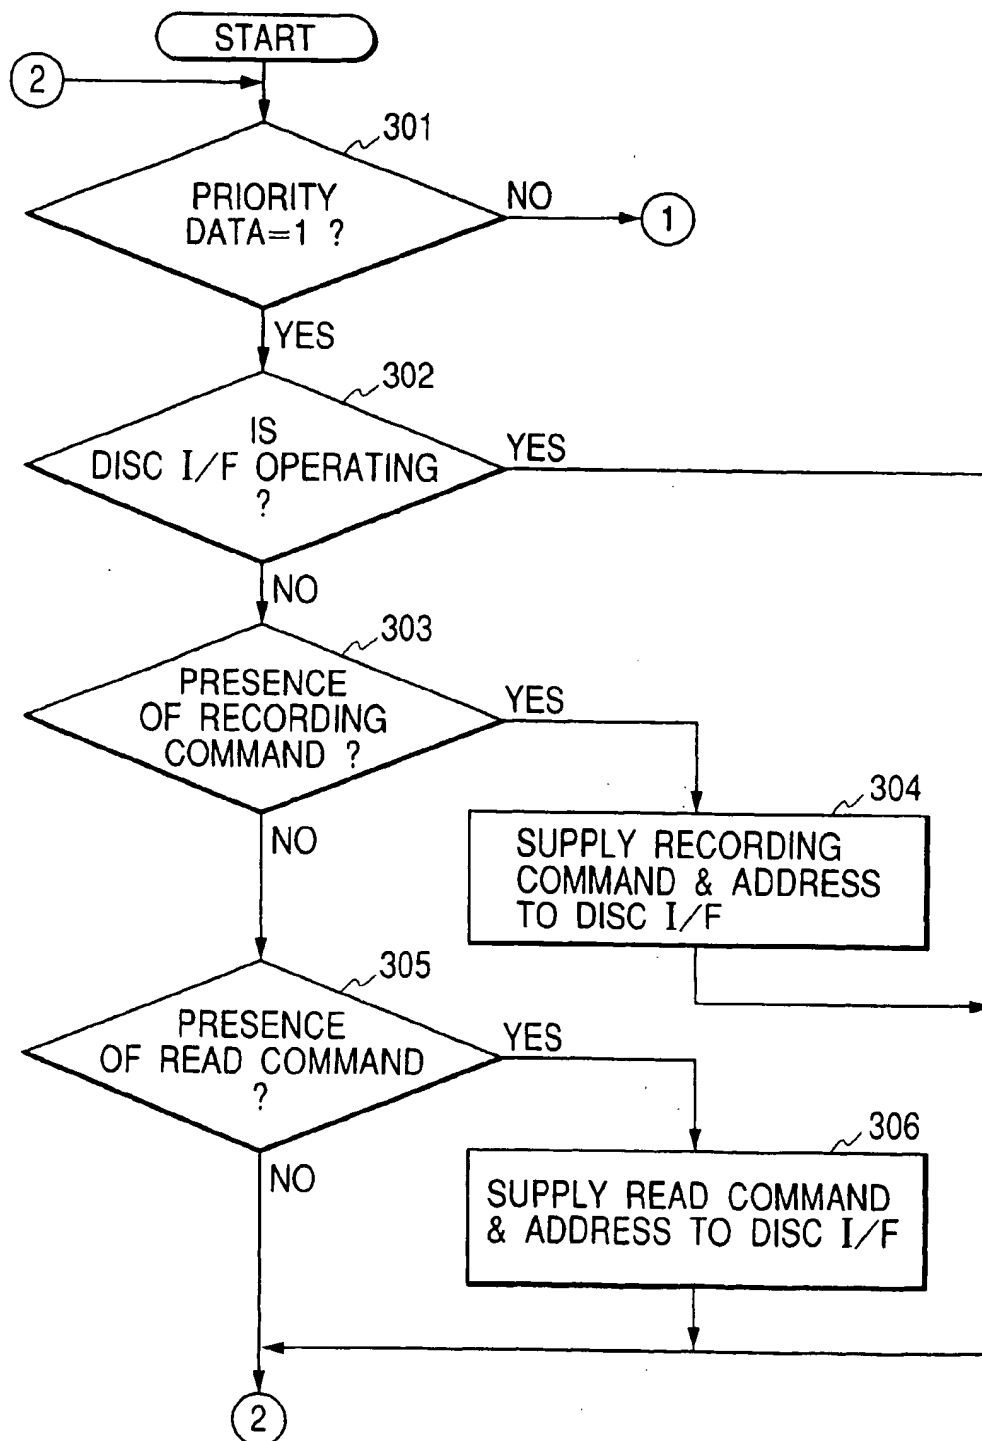 START
2
301
PRIORITY
DATA=1 ?
NO
1
YES
302
IS
DISC I/F OPERATING
?
YES
NO
303
PRESENCE
OF RECORDING
COMMAND ?
YES
NO
304
SUPPLY RECORDING
COMMAND & ADDRESS
TO DISC I/F
305
PRESENCE
OF READ COMMAND
?
YES
NO
306
SUPPLY READ COMMAND
& ADDRESS TO DISC I/F
2